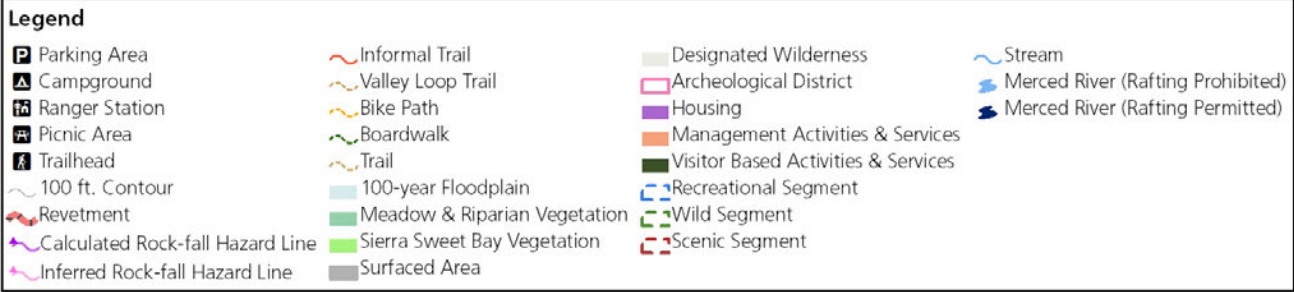 Legend
P Parking Area
Campground
Ranger Station
Picnic Area
Trailhead
100 ft. Contour
Revetment
Calculated Rock-fall Hazard Line
Inferred Rock-fall Hazard Line
Informal Trail
Valley Loop Trail
Bike Path
Boardwalk
Trail
100-year Floodplain
Meadow & Riparian Vegetation
Sierra Sweet Bay Vegetation
Surfaced Area
Designated Wilderness
Archeological District
Housing
Management Activities & Services
Visitor Based Activities & Services
Recreational Segment
Wild Segment
Scenic Segment
Stream
Merced River (Rafting Prohibited)
Merced River (Rafting Permitted)